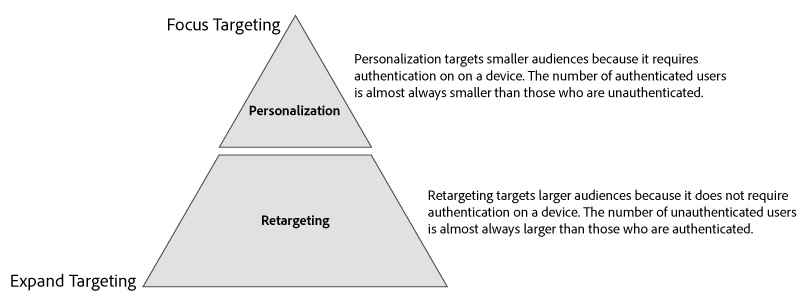 Focus Targeting
Personalization targets smaller audiences because it requires
authentication on on a device. The number of authenticated users
is almost always smaller than those who are unauthenticated.
Personalization
Retargeting targets larger audiences because it does not require
authentication on a device. The number of unauthenticated users
is almost always larger than those who are authenticated.
Retargeting
Expand Targeting